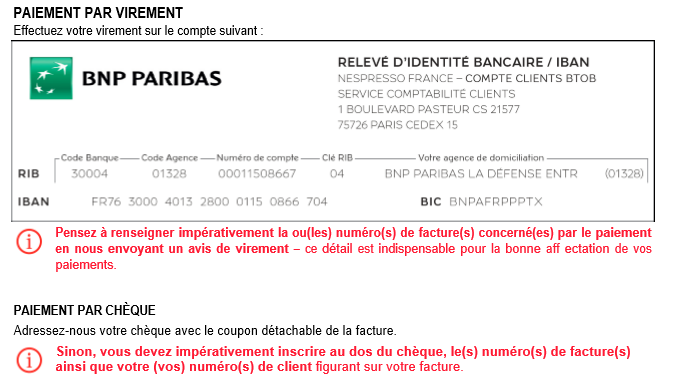 PAIEMENT PAR VIREMENT
Effectuez votre virement sur le compte suivant :
BNP PARIBAS
RELEVÉ D'IDENTITÉ BANCAIRE / IBAN
NESPRESSO FRANCE – COMPTE CLIENTS BTOB
SERVICE COMPTABILITÉ CLIENTS
1 BOULEVARD PASTEUR CS 21577
75726 PARIS CEDEX 15
Code Banque Code Agence Numéro de compte Clé RIB Votre agence de domiciliation
RIB 30004 01328 00011508667 04 BNP PARIBAS LA DÉFENSE ENTR (01328)
IBAN FR76 3000 4013 2800 0115 0866 704 BIC BNPAFRPPPTX
Pensez à renseigner impérativement la ou(les) numéro(s) de facture(s) concerné(es) par le paiement
en nous envoyant un avis de virement – ce détail est indispensable pour la bonne aff ectation de vos
paiements.
PAIEMENT PAR CHÈQUE
Adressez-nous votre chèque avec le coupon détachable de la facture.
Sinon, vous devez impérativement inscrire au dos du chèque, le(s) numéro(s) de facture(s)
ainsi que votre (vos) numéro(s) de client figurant sur votre facture.